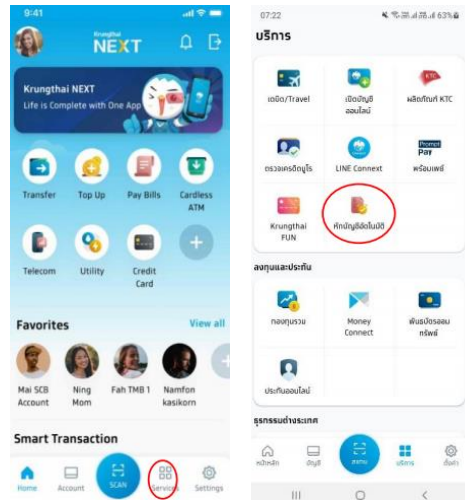 9:41
Krungthai
NEXT
Krungthai NEXT
Life is Complete with One App
Transfer
Top Up
Pay Bills
Cardless
ATM
Telecom
Utility
Credit
Card
Favorites
View all
Mai SCB
Account
Ning
Mom
Fah TMB 1
Namfon
kasikorn
Smart Transaction
Home
Account
SCAN
Services
Settings
07:22
63%
บริการ
เดบิต/Travel
เปิดบัญชี
ออนไลน์
ผลิตภัณฑ์ KTC
KTC
ตรวจเครดิตบูโร
LINE Connext
Prompt
Pay
พร้อมเพย์
Krungthai
FUN
หักบัญชีอัตโนมัติ
ลงทุนและประกัน
กองทุนรวม
Money
Connect
พันธบัตรออม
ทรัพย์
ประกันออนไลน์
ธุรกรรมต่างประเทศ
หน้าหลัก
บัญชี
สแกน
บริการ
ตั้งค่า